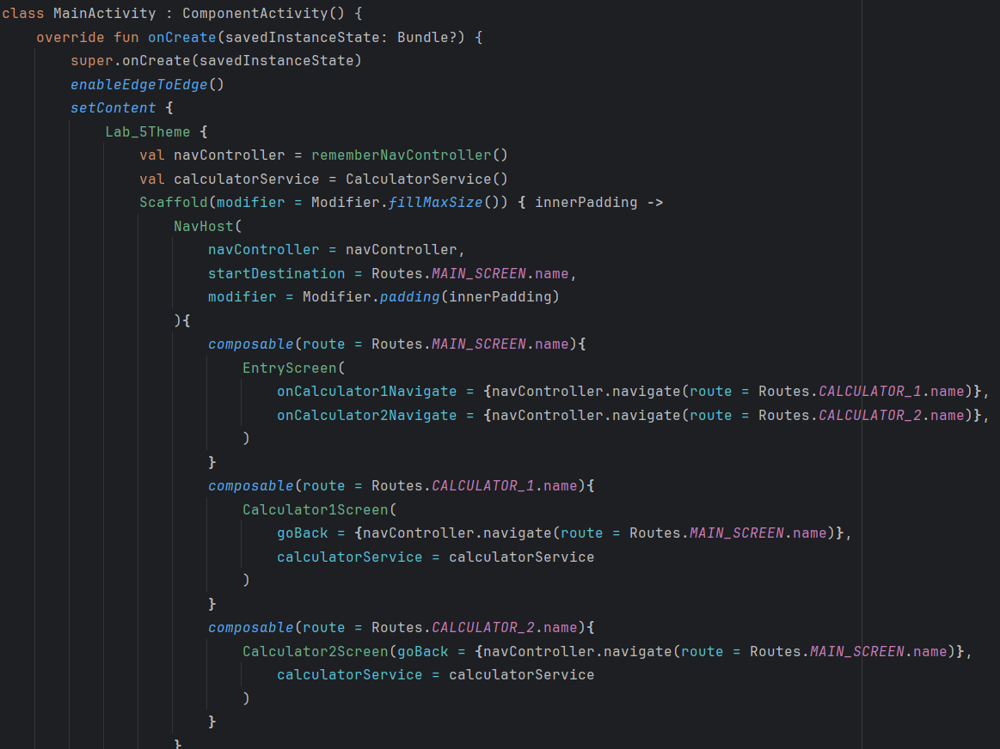 class MainActivity : ComponentActivity() {
    override fun onCreate(savedInstanceState: Bundle?) {
        super.onCreate(savedInstanceState)
        enableEdgeToEdge()
        setContent {
            Lab_5Theme {
                val navController = rememberNavController()
                val calculatorService = CalculatorService()
                Scaffold(modifier = Modifier.fillMaxSize()) { innerPadding ->
                    NavHost(
                        navController = navController,
                        startDestination = Routes.MAIN_SCREEN.name,
                        modifier = Modifier.padding(innerPadding)
                    ){
                        composable(route = Routes.MAIN_SCREEN.name){
                            EntryScreen(
                                onCalculator1Navigate = {navController.navigate(route = Routes.CALCULATOR_1.name)},
                                onCalculator2Navigate = {navController.navigate(route = Routes.CALCULATOR_2.name)},
                            )
                        }
                        composable(route = Routes.CALCULATOR_1.name){
                            Calculator1Screen(
                                goBack = {navController.navigate(route = Routes.MAIN_SCREEN.name)},
                                calculatorService = calculatorService
                            )
                        }
                        composable(route = Routes.CALCULATOR_2.name){
                            Calculator2Screen(goBack = {navController.navigate(route = Routes.MAIN_SCREEN.name)},
                                calculatorService = calculatorService
                            )
                        }
                    }